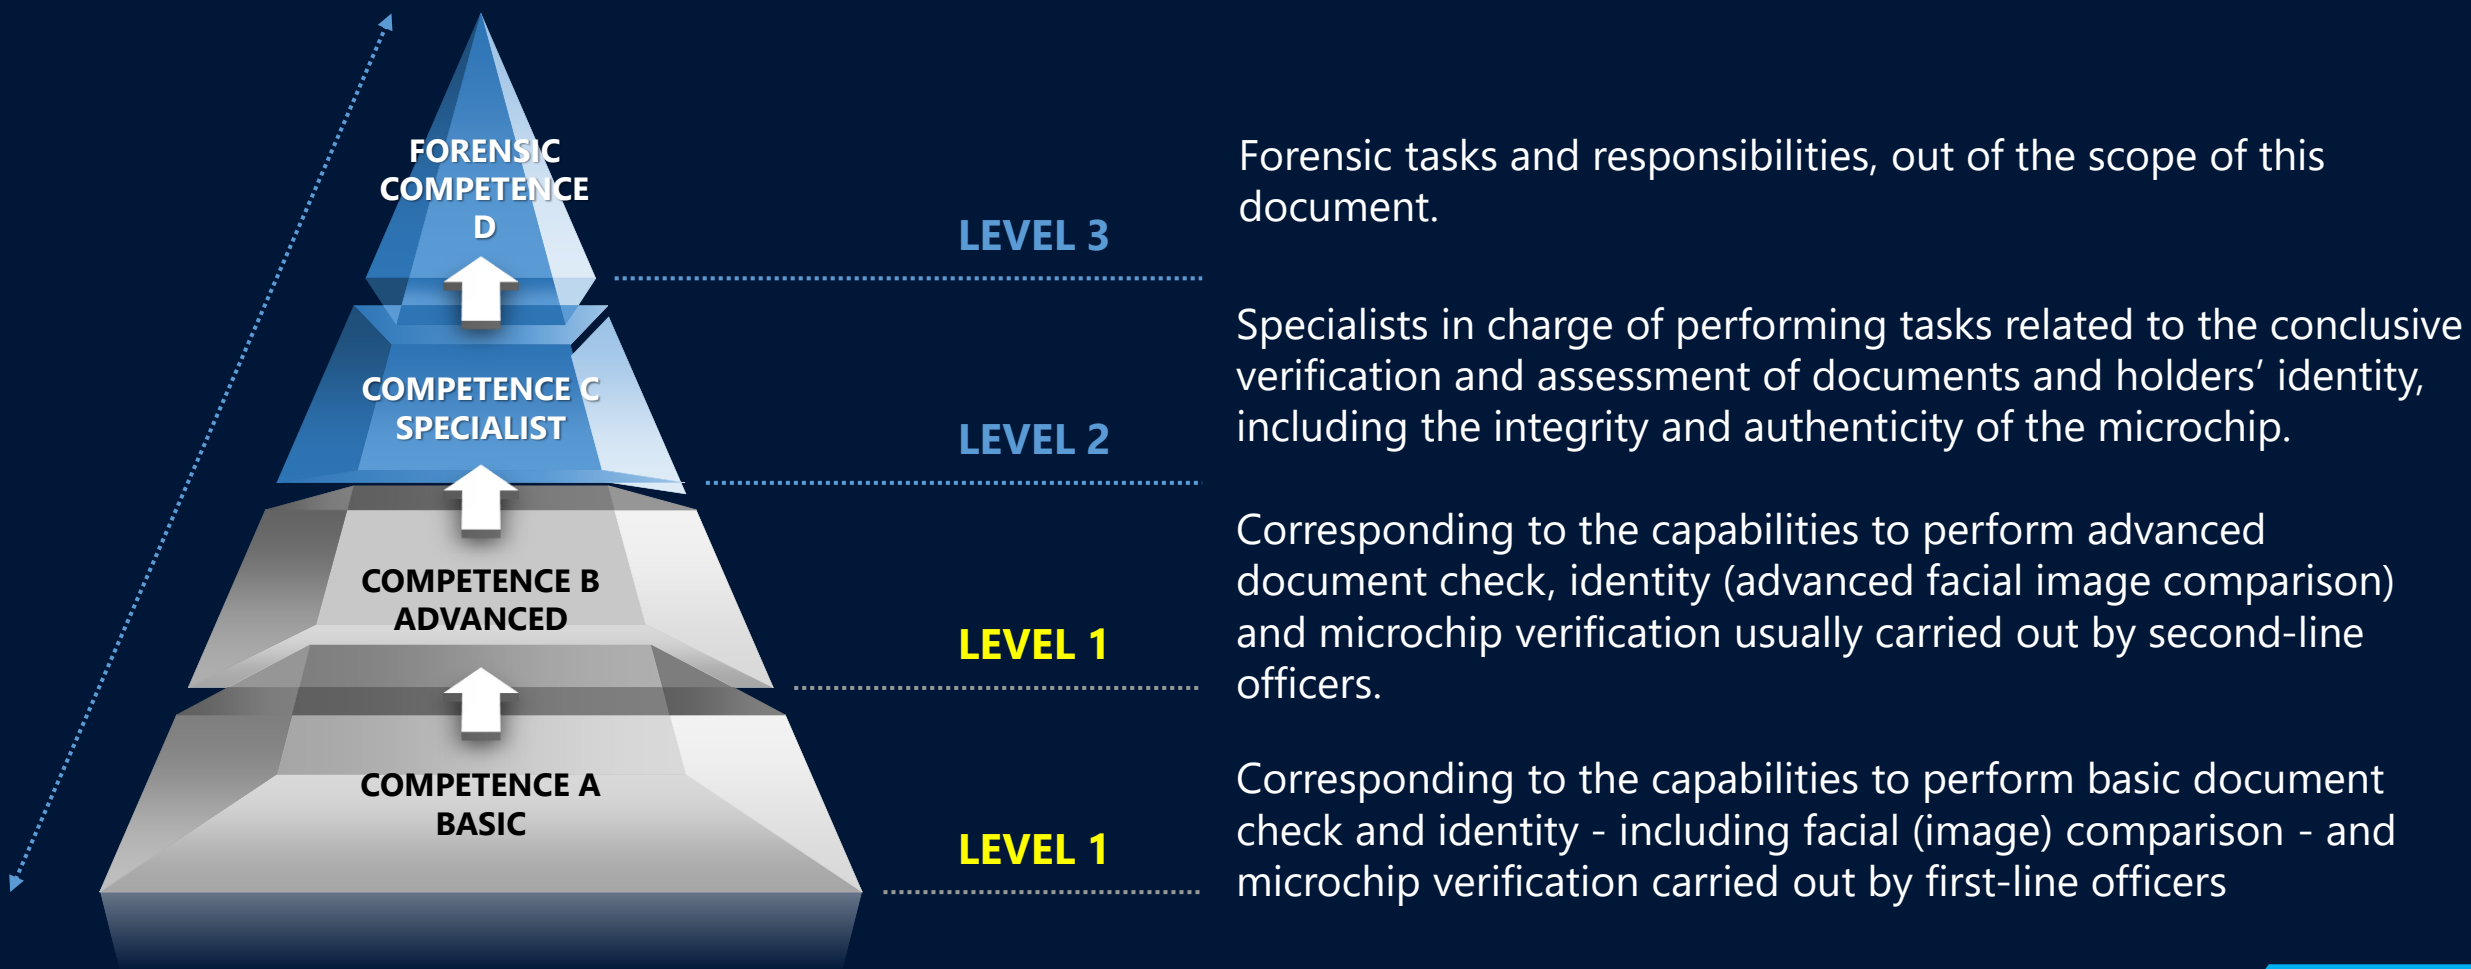 FORENSIC
COMPETENCE
D
LEVEL 3
Forensic tasks and responsibilities, out of the scope of this
document.
COMPETENCE C
SPECIALIST
LEVEL 2
Specialists in charge of performing tasks related to the conclusive
verification and assessment of documents and holders’ identity,
including the integrity and authenticity of the microchip.
COMPETENCE B
ADVANCED
LEVEL 1
Corresponding to the capabilities to perform advanced
document check, identity (advanced facial image comparison)
and microchip verification usually carried out by second-line
officers.
COMPETENCE A
BASIC
LEVEL 1
Corresponding to the capabilities to perform basic document
check and identity - including facial (image) comparison - and
microchip verification carried out by first-line officers